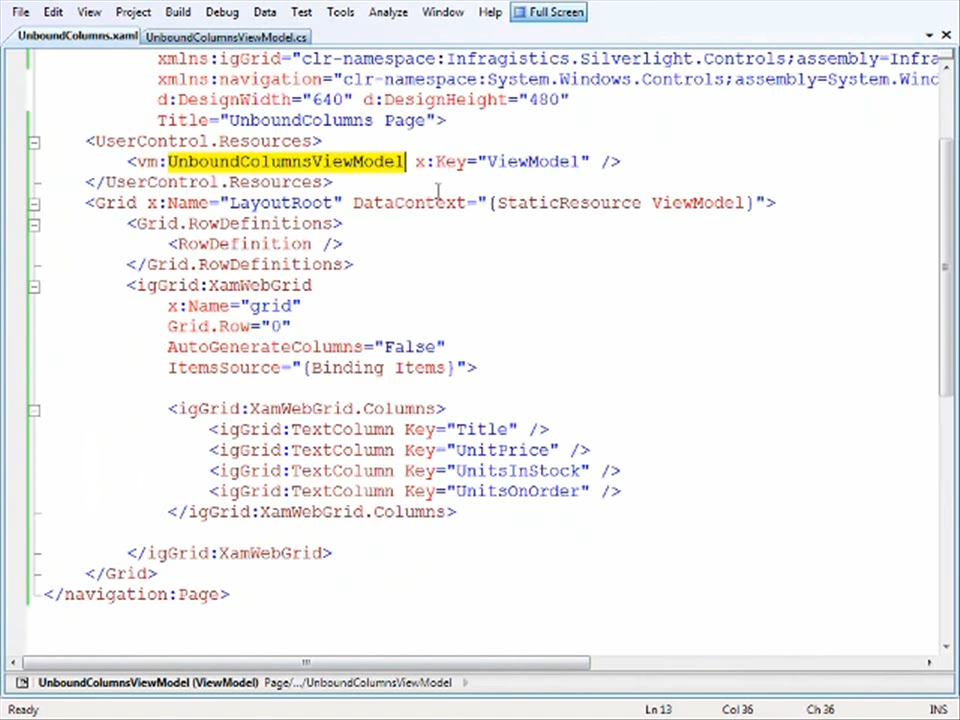 File Edit View Project Build Debug Data Test Tools Analyze Window Help Full Screen
UnboundColumns.xaml UnboundColumnsViewModel.cs
xmlns:igGrid="clr-namespace:Infragistics.Silverlight.Controls;assembly=Infra
xmlns:navigation="clr-namespace:System.Windows.Controls;assembly=System.Wind
d:DesignWidth="640" d:DesignHeight="480"
Title="UnboundColumns Page">
<UserControl.Resources>
<vm:UnboundColumnsViewModel x:Key="ViewModel" />
</UserControl.Resources>
<Grid x:Name="LayoutRoot" DataContext="{StaticResource ViewModel}">
<Grid.RowDefinitions>
<RowDefinition />
</Grid.RowDefinitions>
<igGrid:XamWebGrid
x:Name="grid"
Grid.Row="0"
AutoGenerateColumns="False"
ItemsSource="{Binding Items}">
<igGrid:XamWebGrid.Columns>
<igGrid:TextColumn Key="Title" />
<igGrid:TextColumn Key="UnitPrice" />
<igGrid:TextColumn Key="UnitsInStock" />
<igGrid:TextColumn Key="UnitsOnOrder" />
</igGrid:XamWebGrid.Columns>
</igGrid:XamWebGrid>
</Grid>
</navigation:Page>
UnboundColumnsViewModel (ViewModel) Page/.../UnboundColumnsViewModel
Ready Ln 13 Col 36 Ch 36 INS